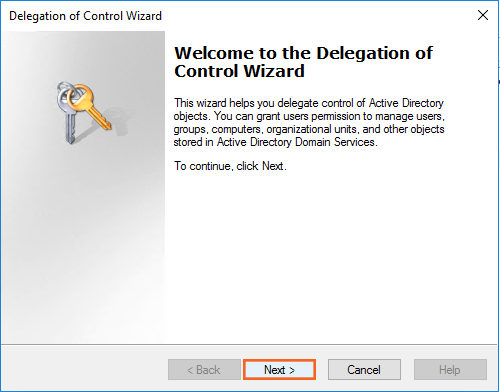 Delegation of Control Wizard
Welcome to the Delegation of
Control Wizard
This wizard helps you delegate control of Active Directory
objects. You can grant users permission to manage users,
groups, computers, organizational units, and other objects
stored in Active Directory Domain Services.
To continue, click Next.
< Back
Next >
Cancel
Help